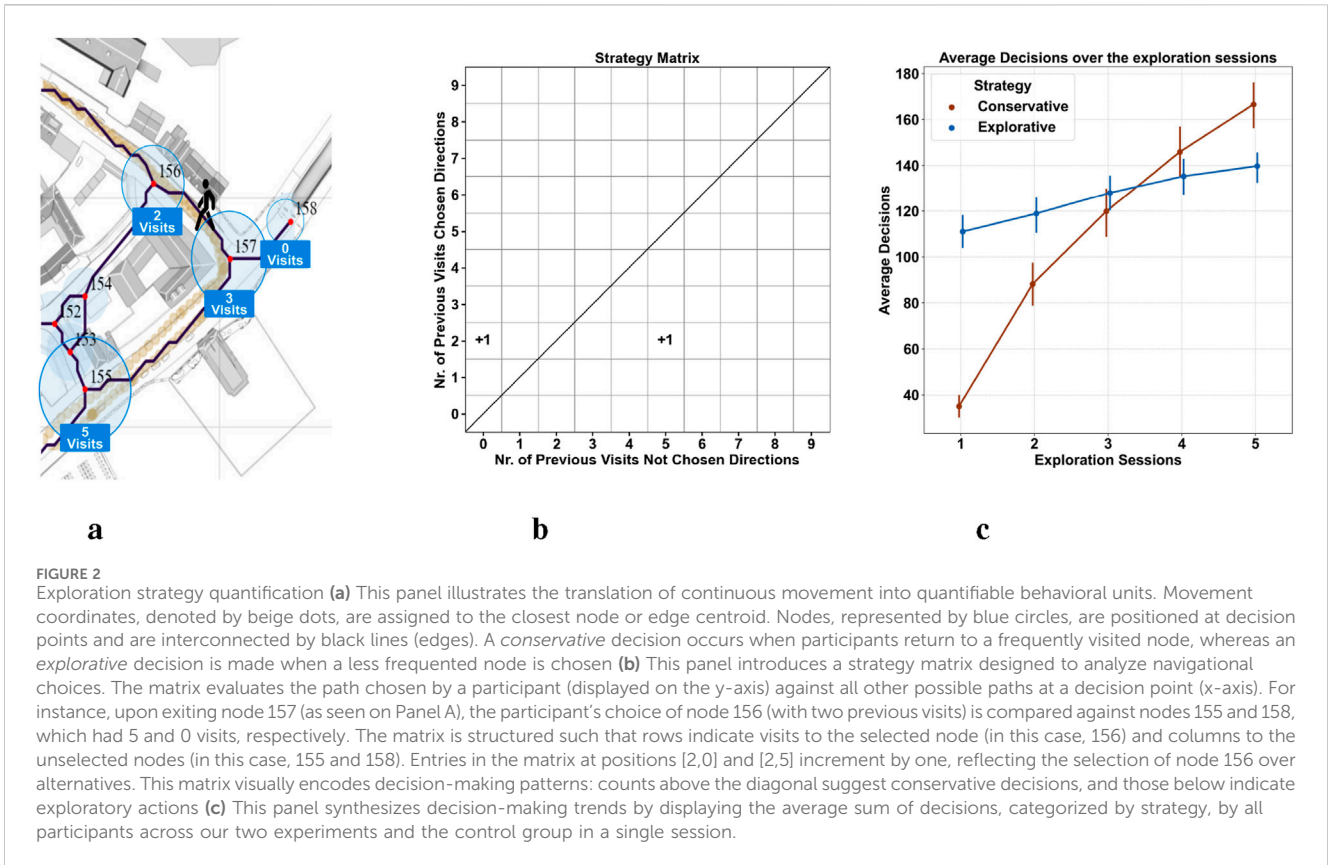 156
2
Visits
158
157
0
Visits
154
3
Visits
152
153
155
5
Visits
a
Strategy Matrix
Nr. of Previous Visits Chosen Directions
9
8
7
6
5
4
3
2
1
0
+1
+1
0 1 2 3 4 5 6 7 8 9
Nr. of Previous Visits Not Chosen Directions
b
Average Decisions over the exploration sessions
Strategy
Conservative
Explorative
Average Decisions
180
160
140
120
100
80
60
40
1 2 3 4 5
Exploration Sessions
c
FIGURE 2
Exploration strategy quantification (a) This panel illustrates the translation of continuous movement into quantifiable behavioral units. Movement
coordinates, denoted by beige dots, are assigned to the closest node or edge centroid. Nodes, represented by blue circles, are positioned at decision
points and are interconnected by black lines (edges). A conservative decision occurs when participants return to a frequently visited node, whereas an
explorative decision is made when a less frequented node is chosen (b) This panel introduces a strategy matrix designed to analyze navigational
choices. The matrix evaluates the path chosen by a participant (displayed on the y-axis) against all other possible paths at a decision point (x-axis). For
instance, upon exiting node 157 (as seen on Panel A), the participant's choice of node 156 (with two previous visits) is compared against nodes 155 and 158,
which had 5 and 0 visits, respectively. The matrix is structured such that rows indicate visits to the selected node (in this case, 156) and columns to the
unselected nodes (in this case, 155 and 158). Entries in the matrix at positions [2,0] and [2,5] increment by one, reflecting the selection of node 156 over
alternatives. This matrix visually encodes decision-making patterns: counts above the diagonal suggest conservative decisions, and those below indicate
exploratory actions (c) This panel synthesizes decision-making trends by displaying the average sum of decisions, categorized by strategy, by all
participants across our two experiments and the control group in a single session.